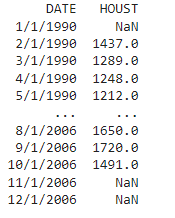 DATE HOUST
1/1/1990 NaN
2/1/1990 1437.0
3/1/1990 1289.0
4/1/1990 1248.0
5/1/1990 1212.0
... ...
8/1/2006 1650.0
9/1/2006 1720.0
10/1/2006 1491.0
11/1/2006 NaN
12/1/2006 NaN